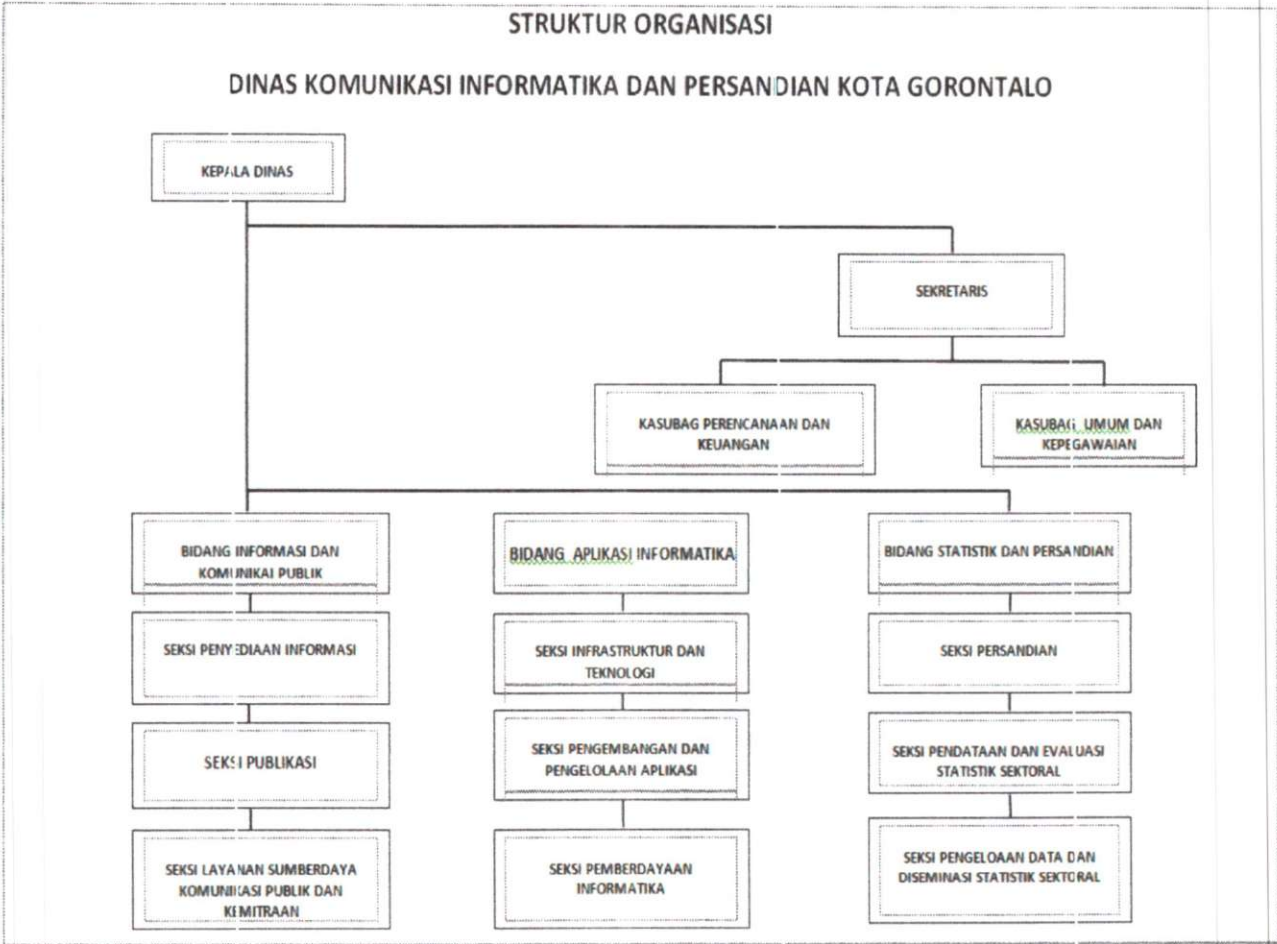 STRUKTUR ORGANISASI
DINAS KOMUNIKASI INFORMATIKA DAN PERSANDIAN KOTA GORONTALO
KEPALA DINAS
SEKRETARIS
KASUBAG PERENCANAAN DAN
KEUANGAN
KASUBAG UMUM DAN
KEPEGAWAIAN
BIDANG INFORMASI DAN
KOMUNIKAI PUBLIK
BIDANG APLIKASI INFORMATIKA
BIDANG STATISTIK DAN PERSANDIAN
SEKSI PENYEDIAAN INFORMASI
SEKSI INFRASTRUKTUR DAN
TEKNOLOGI
SEKSI PERSANDIAN
SEKSI PUBLIKASI
SEKSI PENGEMBANGAN DAN
PENGELOLAAN APLIKASI
SEKSI PENDATAAN DAN EVALUASI
STATISTIK SEKTORAL
SEKSI LAYANAN SUMBERDAYA
KOMUNIKASI PUBLIK DAN
KEMITRAAN
SEKSI PEMBERDAYAAN
INFORMATIKA
SEKSI PENGELOAAN DATA DAN
DISEMINASI STATISTIK SEKTORAL